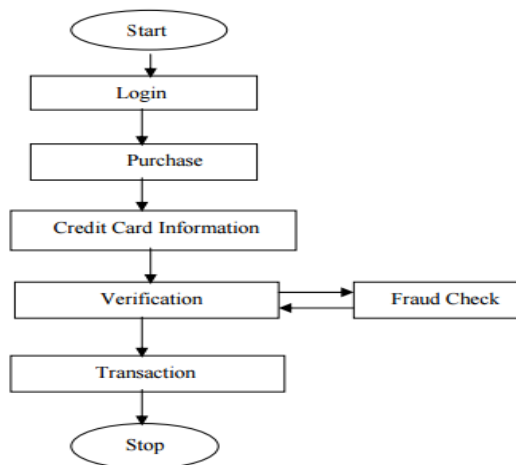 Start
Login
Purchase
Credit Card Information
Verification
Fraud Check
Transaction
Stop